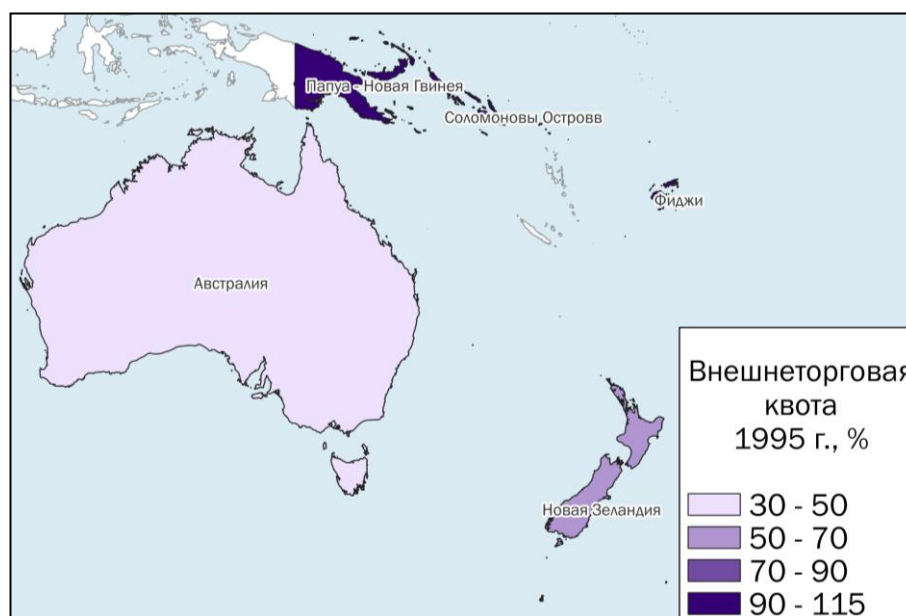 Папуа - Новая Гвинея
Соломоновы Островв
Фиджи
Австралия
Новая Зеландия
Внешнеторговая
квота
1995 г., %
30 - 50
50 - 70
70 - 90
90 - 115